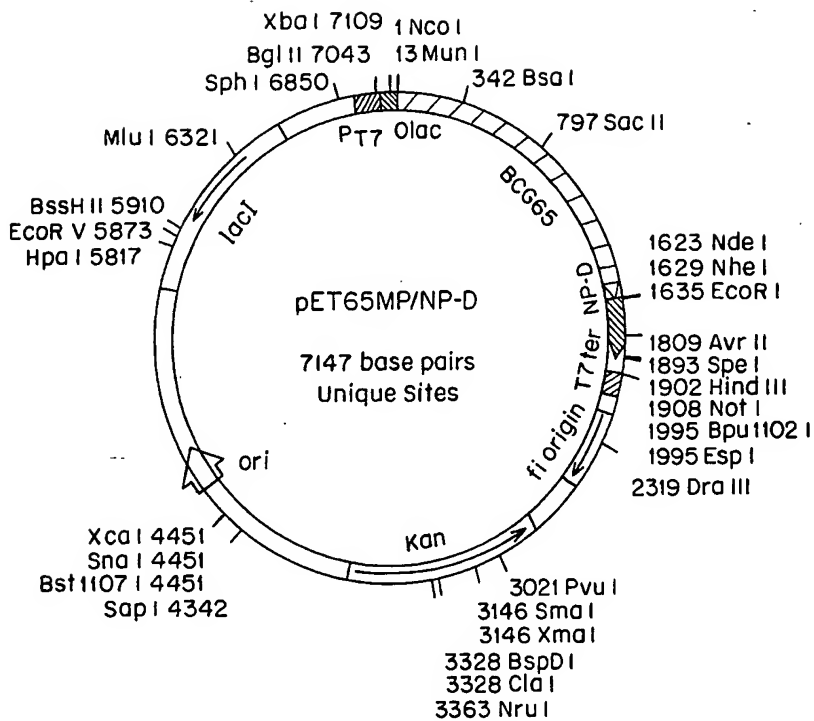 Xba I 7109
1 Nco I
Bgl II 7043
13 Mun I
Sph I 6850
342 Bsa I
Mlu I 6321
797 Sac II
PT7
Olac
lacI
BCG65
BssH II 5910
EcoR V 5873
Hpa I 5817
1623 Nde I
1629 Nhe I
1635 EcoR I
NP-D
pET65MP/NP-D
7147 base pairs
Unique Sites
1809 Avr II
1893 Spe I
1902 Hind III
1908 Not I
1995 Bpu1102 I
1995 Esp I
2319 Dra III
T7ter
fi origin
ori
Xca I 4451
Sna I 4451
Bst1107 I 4451
Sap I 4342
Kan
3021 Pvu I
3146 Sma I
3146 Xma I
3328 BspD I
3328 Cla I
3363 Nru I